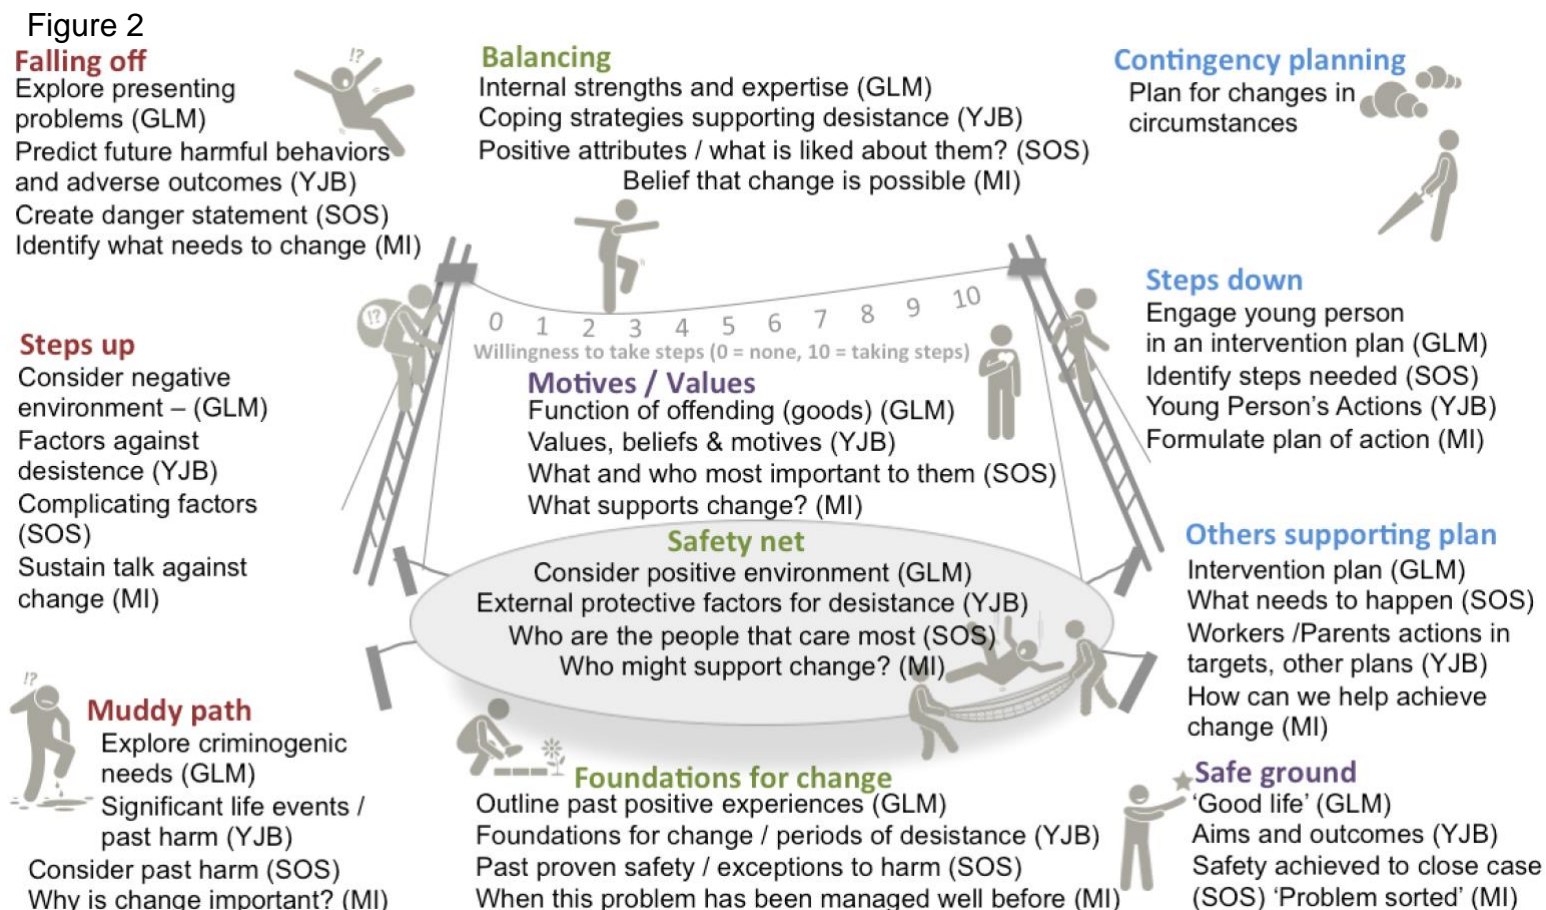 Figure 2
Falling off
Explore presenting
problems (GLM)
Predict future harmful behaviors
and adverse outcomes (YJB)
Create danger statement (SOS)
Identify what needs to change (MI)
!?
Balancing
Internal strengths and expertise (GLM)
Coping strategies supporting desistance (YJB)
Positive attributes / what is liked about them? (SOS)
Belief that change is possible (MI)
Contingency planning
Plan for changes in
circumstances
Steps up
Consider negative
environment – (GLM)
Factors against
desistence (YJB)
Complicating factors
(SOS)
Sustain talk against
change (MI)
!?
0 1 2 3 4 5 6 7 8 9 10
Willingness to take steps (0 = none, 10 = taking steps)
Motives / Values
Function of offending (goods) (GLM)
Values, beliefs & motives (YJB)
What and who most important to them (SOS)
What supports change? (MI)
Steps down
Engage young person
in an intervention plan (GLM)
Identify steps needed (SOS)
Young Person's Actions (YJB)
Formulate plan of action (MI)
Safety net
Consider positive environment (GLM)
External protective factors for desistance (YJB)
Who are the people that care most (SOS)
Who might support change? (MI)
Others supporting plan
Intervention plan (GLM)
What needs to happen (SOS)
Workers /Parents actions in
targets, other plans (YJB)
How can we help achieve
change (MI)
!?
Muddy path
Explore criminogenic
needs (GLM)
Significant life events /
past harm (YJB)
Consider past harm (SOS)
Why is change important? (MI)
Foundations for change
Outline past positive experiences (GLM)
Foundations for change / periods of desistance (YJB)
Past proven safety / exceptions to harm (SOS)
When this problem has been managed well before (MI)
Safe ground
'Good life' (GLM)
Aims and outcomes (YJB)
Safety achieved to close case
(SOS) 'Problem sorted' (MI)